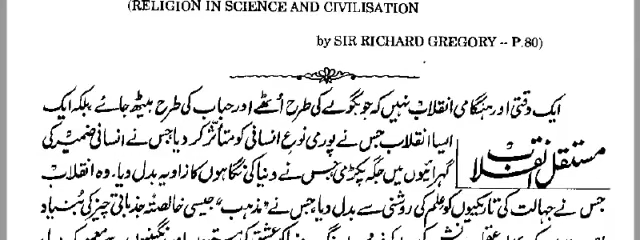 (RELIGION IN SCIENCE AND CIVILISATION
by SIR RICHARD GREGORY -- P.80)
ایک وقتی اور ہنگامی انقلاب نہیں کہ جو بگولے کی طرح اُٹھے اور حباب کی طرح بیٹھ جائے بلکہ ایک
مستقل انقلاب
ایسا انقلاب جس نے پوری نوعِ انسانی کو متاثر کر دیا جس نے انسانی ضمیر کی
گہرائیوں میں جگہ پکڑی جس نے دنیا کی نگاہوں کا زاویہ بدل دیا۔ وہ انقلاب
جس نے جہالت کی تاریکیوں کو علم کی روشنی سے بدل دیا جس نے "مذہب" جیسی خالصتہً جذباتی چیز کی بنیاد